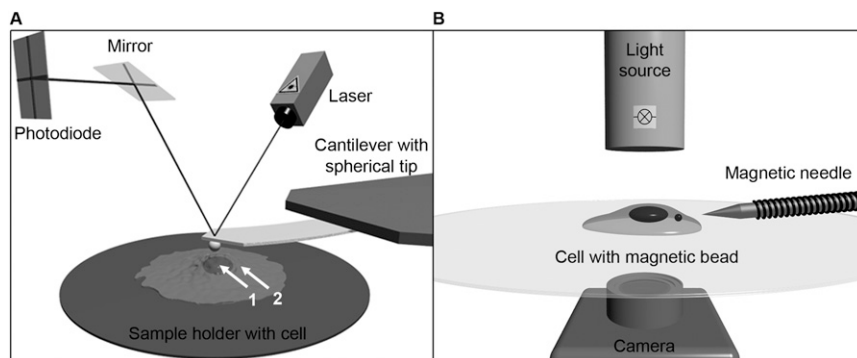 A
Mirror
Photodiode
Laser
Cantilever with
spherical tip
1 2
Sample holder with cell
B
Light
source
Magnetic needle
Cell with magnetic bead
Camera